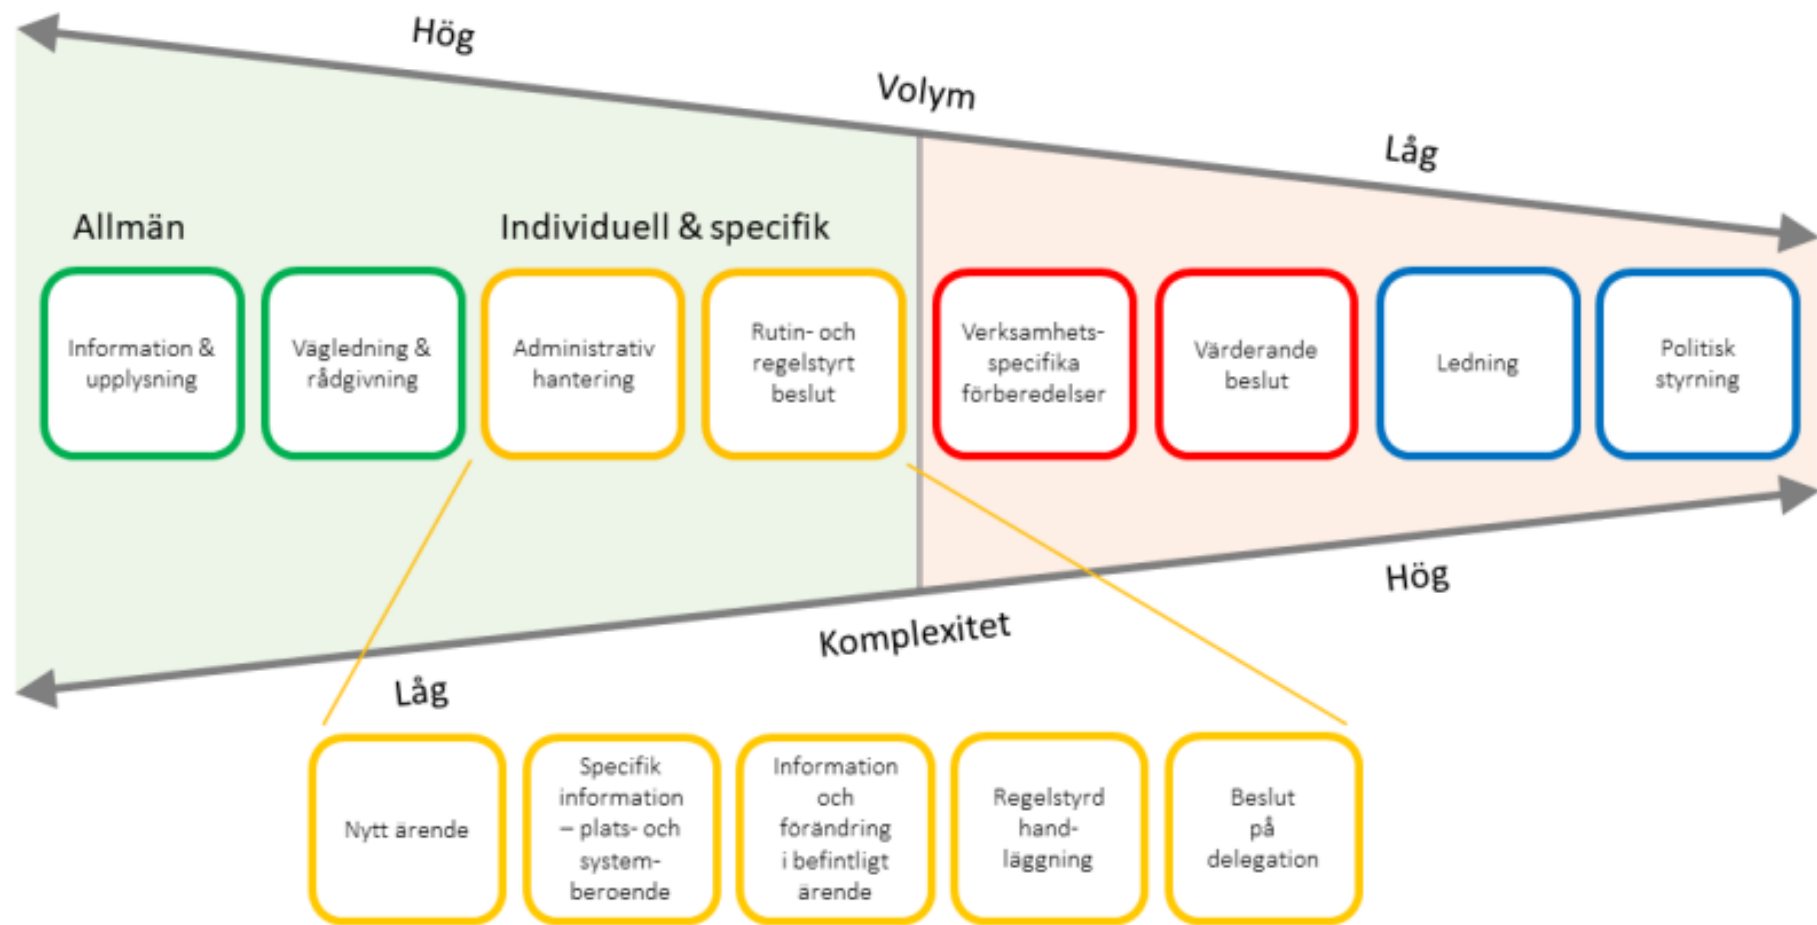 Hög
Volym
Låg
Allmän
Individuell & specifik
Information &
upplysning
Vägledning &
rådgivning
Administrativ
hantering
Rutin- och
regelstyrt
beslut
Verksamhets-
specifika
förberedelser
Värderande
beslut
Ledning
Politisk
styrning
Hög
Komplexitet
Låg
Nytt ärende
Specifik
information
– plats- och
system-
beroende
Information
och
förändring
i befintligt
ärende
Regelstyrd
hand-
läggning
Beslut
på
delegation